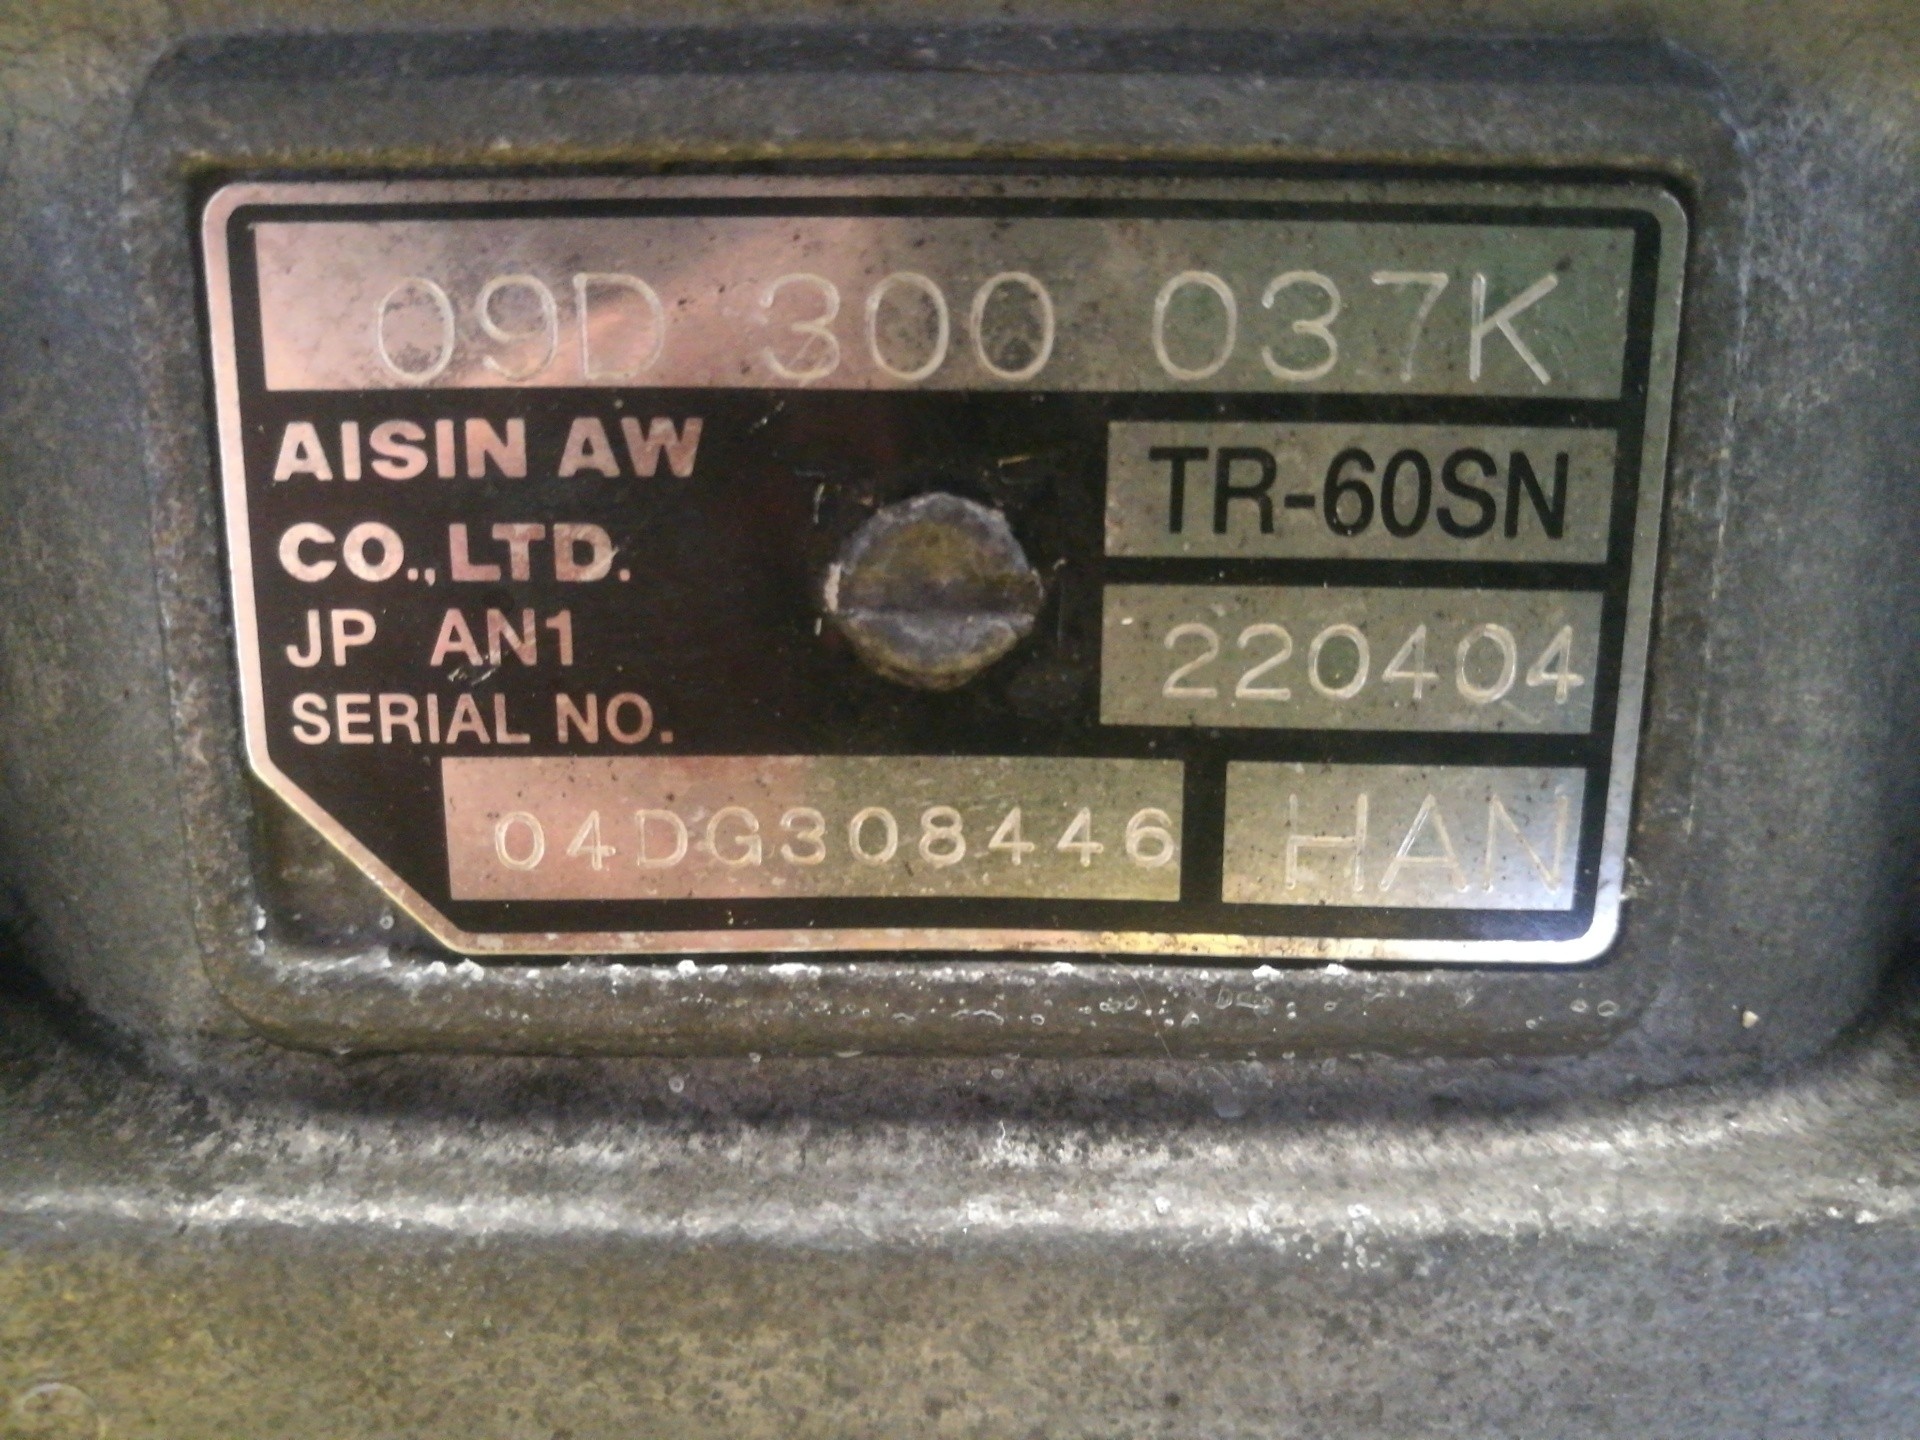 09D 300 037K
AISIN AW
CO.,LTD.
TR-60SN
JP AN1
220404
SERIAL NO.
04DG308446
HAN